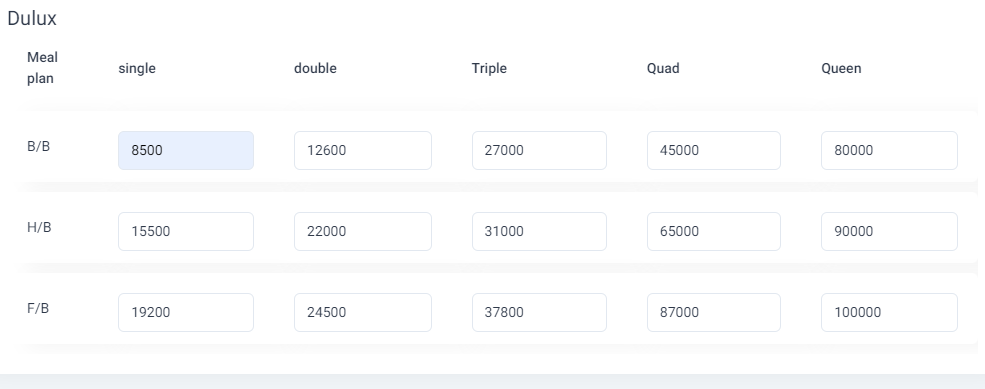 Dulux
Meal plan single double Triple Quad Queen
B/B 8500 12600 27000 45000 80000
H/B 15500 22000 31000 65000 90000
F/B 19200 24500 37800 87000 100000